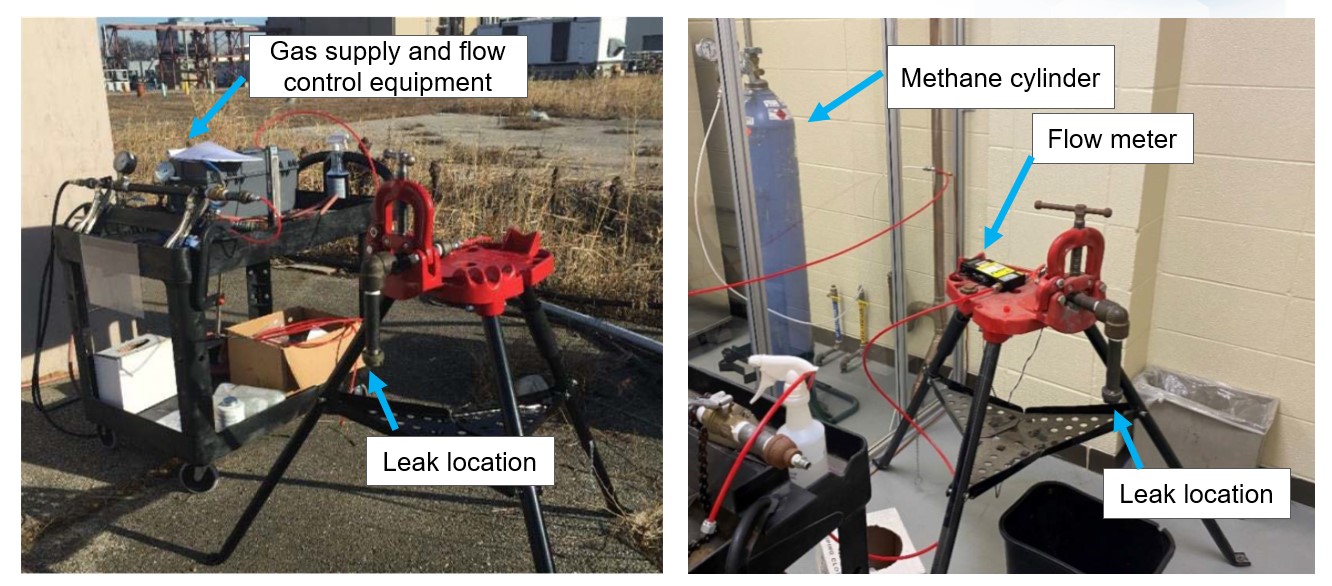 Gas supply and flow
control equipment
Leak location
Methane cylinder
Flow meter
Leak location